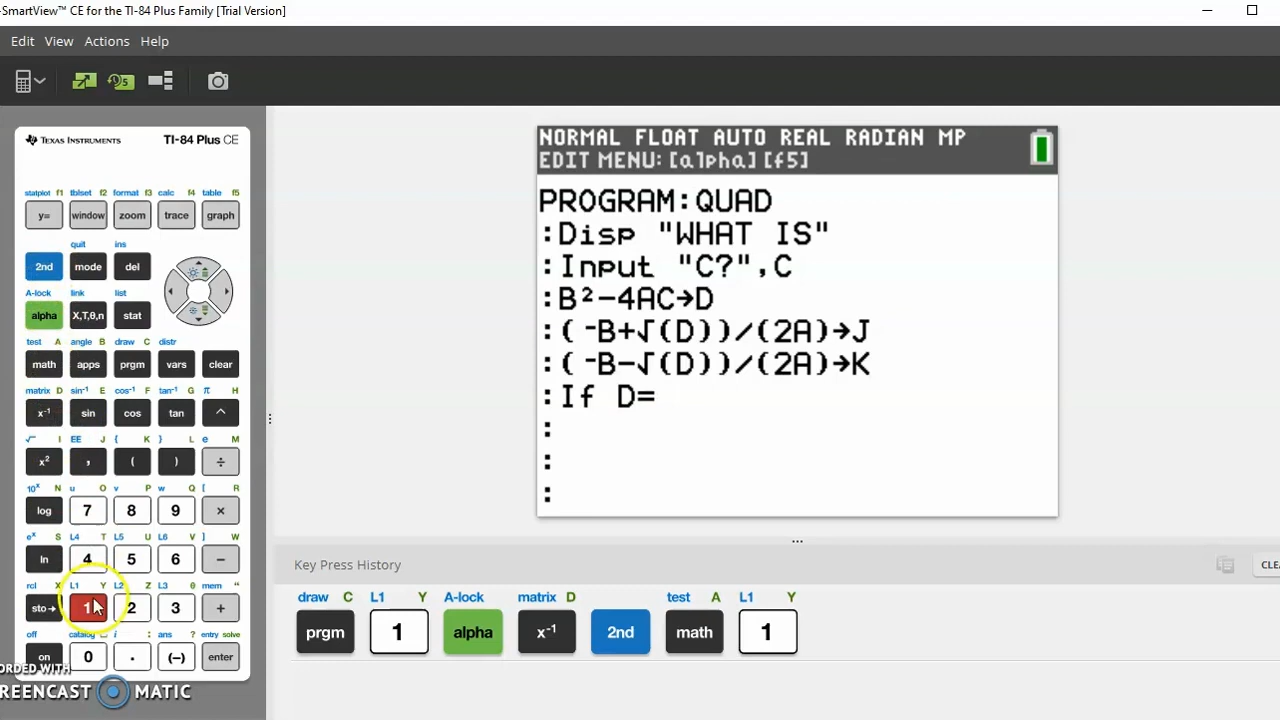 -SmartView™ CE for the TI-84 Plus Family [Trial Version]
Edit View Actions Help
TEXAS INSTRUMENTS TI-84 Plus CE
statplot f1 tblset f2 format f3 calc f4 table f5
y= window zoom trace graph
quit ins
2nd mode del
A-lock link list
alpha X,T,θ,n stat
test A angle B draw C distr
math apps prgm vars clear
matrix D sin⁻¹ E cos⁻¹ F tan⁻¹ G π H
x⁻¹ sin cos tan ^
√ I EE J { K } L e M
x² , ( ) ÷
10ˣ N u O v P w Q [ R
log 7 8 9 ×
eˣ S L4 T L5 U L6 V ] W
ln 4 5 6 −
rcl X L1 Y L2 Z L3 θ mem "
sto→ 1 2 3 +
off catalog i : ans ? entry solve
on 0 . (−) enter
NORMAL FLOAT AUTO REAL RADIAN MP
EDIT MENU: [alpha] [f5]
PROGRAM:QUAD
:Disp "WHAT IS"
:Input "C?",C
:B²−4AC→D
:(⁻B+√(D))/(2A)→J
:(⁻B−√(D))/(2A)→K
:If D=
:
:
:
Key Press History CLE
draw C L1 Y A-lock matrix D test A L1 Y
prgm 1 alpha x⁻¹ 2nd math 1
ORDED WITH
REENCAST MATIC